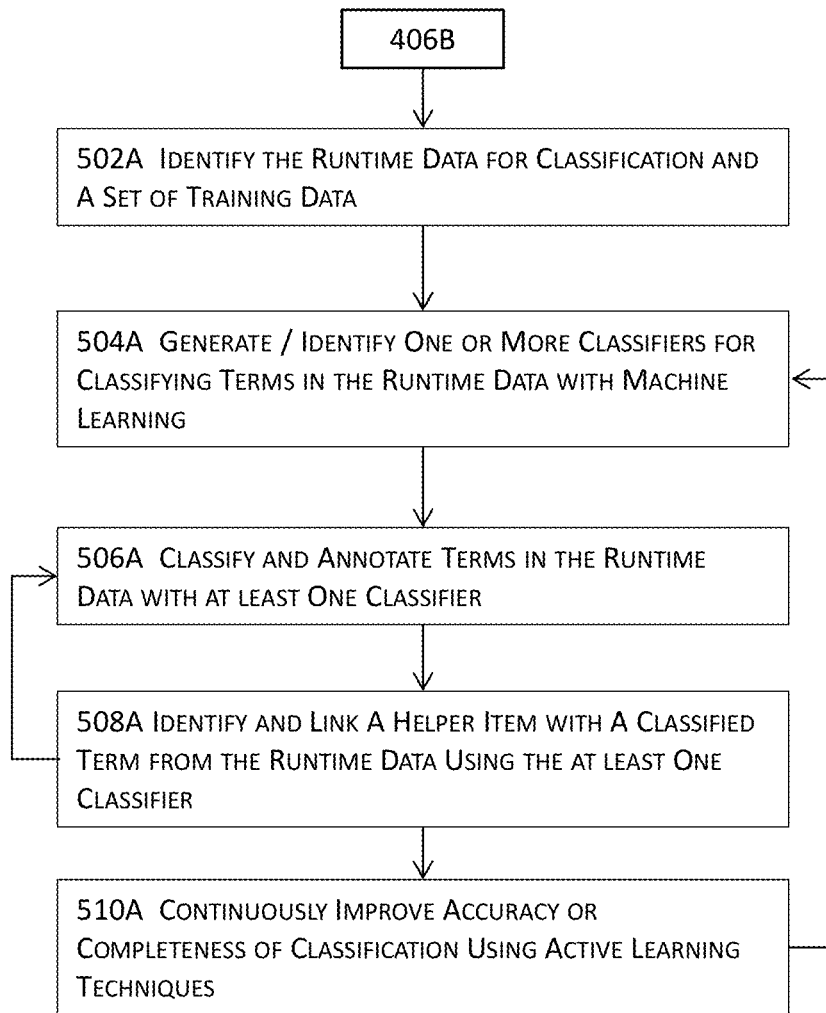 406B
502A IDENTIFY THE RUNTIME DATA FOR CLASSIFICATION AND
A SET OF TRAINING DATA
504A GENERATE / IDENTIFY ONE OR MORE CLASSIFIERS FOR
CLASSIFYING TERMS IN THE RUNTIME DATA WITH MACHINE
LEARNING
506A CLASSIFY AND ANNOTATE TERMS IN THE RUNTIME
DATA WITH AT LEAST ONE CLASSIFIER
508A IDENTIFY AND LINK A HELPER ITEM WITH A CLASSIFIED
TERM FROM THE RUNTIME DATA USING THE AT LEAST ONE
CLASSIFIER
510A CONTINUOUSLY IMPROVE ACCURACY OR
COMPLETENESS OF CLASSIFICATION USING ACTIVE LEARNING
TECHNIQUES